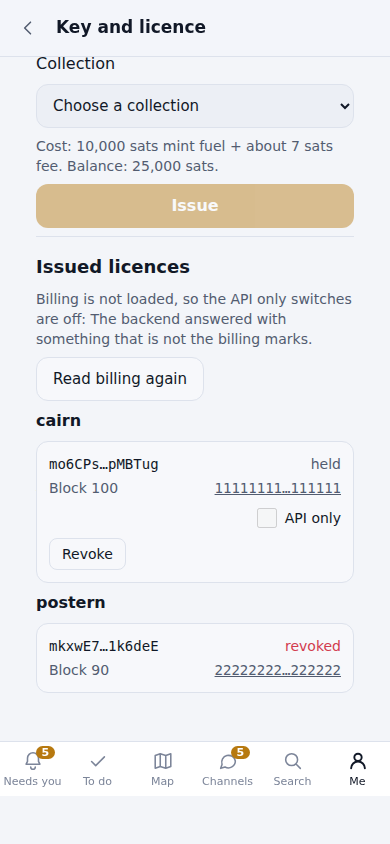 Key and licence
Collection
Choose a collection
Cost: 10,000 sats mint fuel + about 7 sats
fee. Balance: 25,000 sats.
Issue
Issued licences
Billing is not loaded, so the API only switches
are off: The backend answered with
something that is not the billing marks.
Read billing again
cairn
mo6CPs…pMBTug held
Block 100 11111111…111111
API only
Revoke
postern
mkxwE7…1k6deE revoked
Block 90 22222222…222222
5 5
Needs you To do Map Channels Search Me